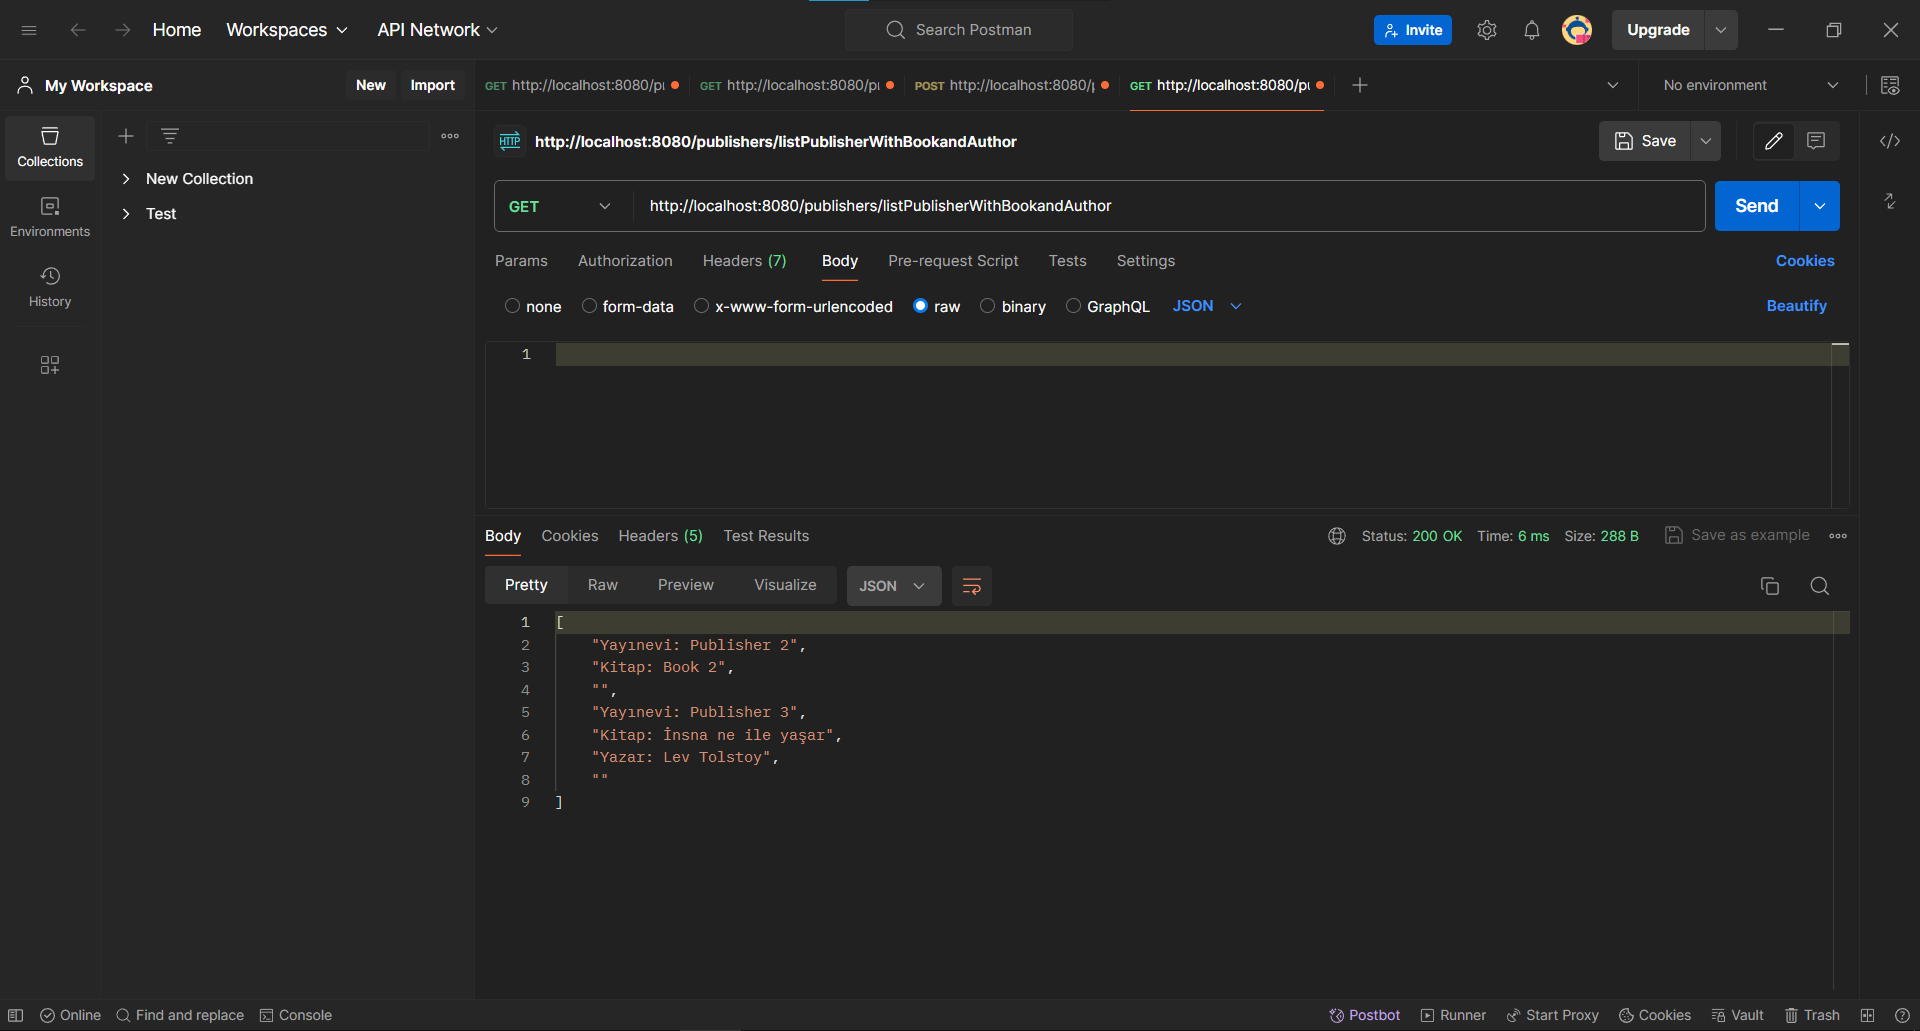 Home Workspaces API Network Search Postman Invite Upgrade
My Workspace New Import GET http://localhost:8080/pu GET http://localhost:8080/pu POST http://localhost:8080/p GET http://localhost:8080/pu No environment
Collections
Environments
History
New Collection
Test
HTTP http://localhost:8080/publishers/listPublisherWithBookandAuthor Save
GET http://localhost:8080/publishers/listPublisherWithBookandAuthor Send
Params Authorization Headers (7) Body Pre-request Script Tests Settings Cookies
none form-data x-www-form-urlencoded raw binary GraphQL JSON Beautify
1
Body Cookies Headers (5) Test Results Status: 200 OK Time: 6 ms Size: 288 B Save as example
Pretty Raw Preview Visualize JSON
1 [
2 "Yayınevi: Publisher 2",
3 "Kitap: Book 2",
4 "",
5 "Yayınevi: Publisher 3",
6 "Kitap: İnsna ne ile yaşar",
7 "Yazar: Lev Tolstoy",
8 ""
9 ]
Online Find and replace Console Postbot Runner Start Proxy Cookies Vault Trash